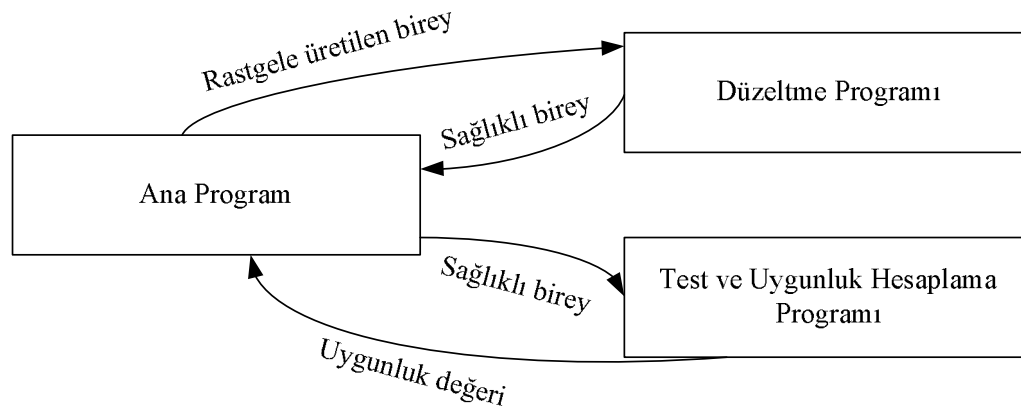 Rastgele üretilen birey
Düzeltme Programı
Sağlıklı birey
Ana Program
Sağlıklı birey
Test ve Uygunluk Hesaplama
Programı
Uygunluk değeri